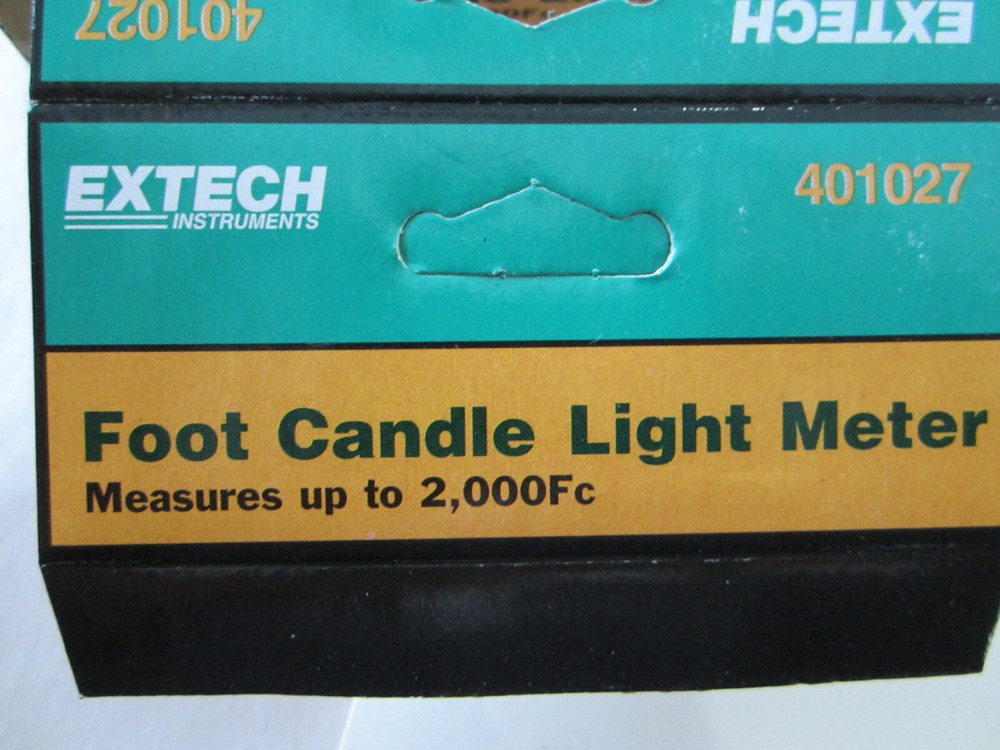 401027 EXTECH
EXTECH
INSTRUMENTS
401027
Foot Candle Light Meter
Measures up to 2,000Fc